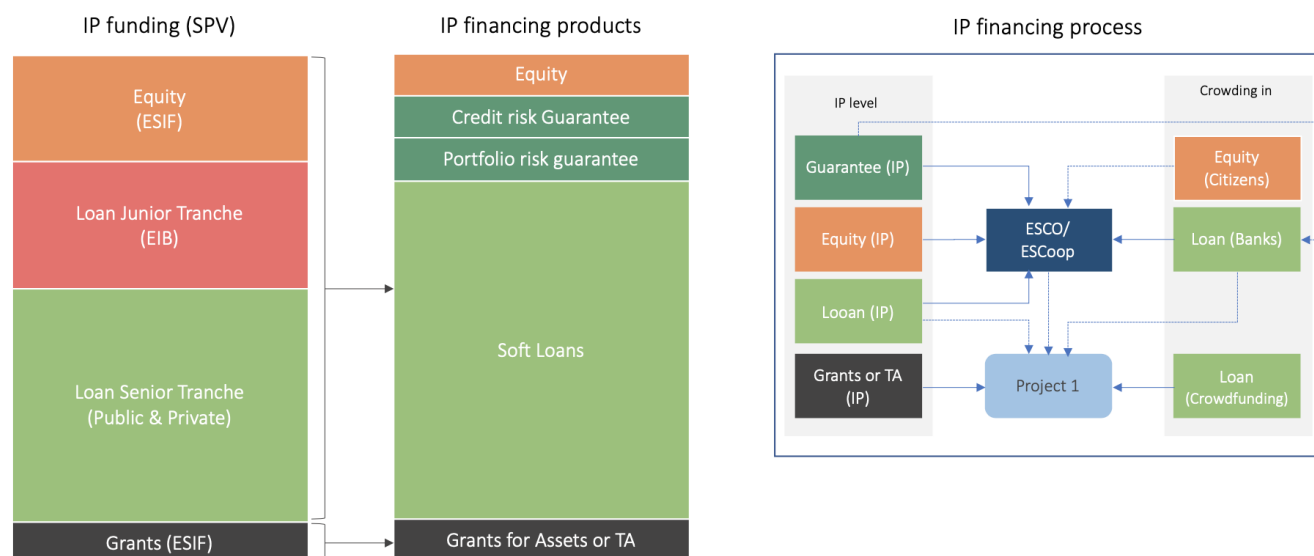 IP funding (SPV)
Equity
(ESIF)
Loan Junior Tranche
(EIB)
Loan Senior Tranche
(Public & Private)
Grants (ESIF)
IP financing products
Equity
Credit risk Guarantee
Portfolio risk guarantee
Soft Loans
Grants for Assets or TA
IP financing process
IP level
Guarantee (IP)
Equity (IP)
Looan (IP)
Grants or TA
(IP)
ESCO/
ESCoop
Project 1
Crowding in
Equity
(Citizens)
Loan (Banks)
Loan
(Crowdfunding)